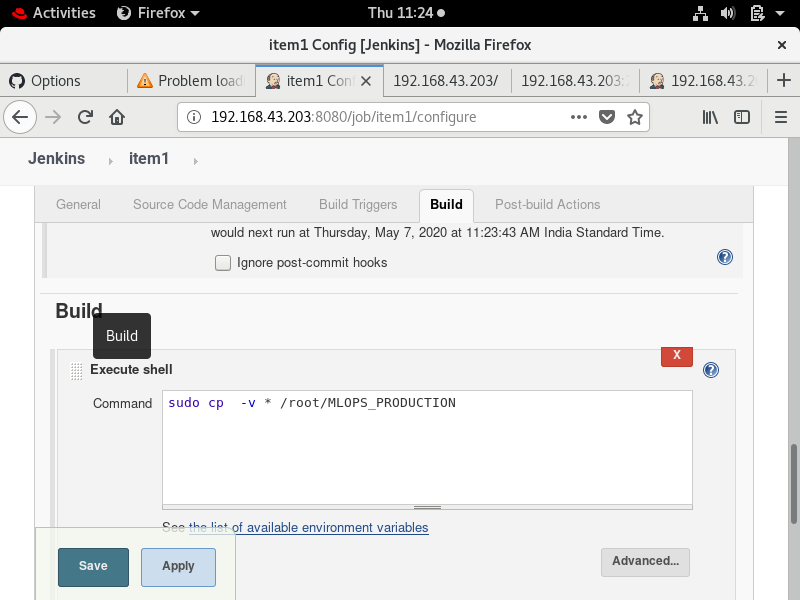 Activities Firefox Thu 11:24
item1 Config [Jenkins] - Mozilla Firefox
Options Problem load item1 Con 192.168.43.203/ 192.168.43.203: 192.168.43.2
192.168.43.203:8080/job/item1/configure
Jenkins item1
General Source Code Management Build Triggers Build Post-build Actions
would next run at Thursday, May 7, 2020 at 11:23:43 AM India Standard Time.
Ignore post-commit hooks
Build
Build
X
Execute shell
Command sudo cp  -v * /root/MLOPS_PRODUCTION
See the list of available environment variables
Save Apply Advanced...